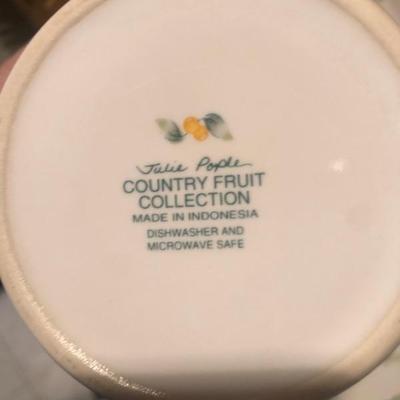 Julie Pople
COUNTRY FRUIT
COLLECTION
MADE IN INDONESIA
DISHWASHER AND
MICROWAVE SAFE